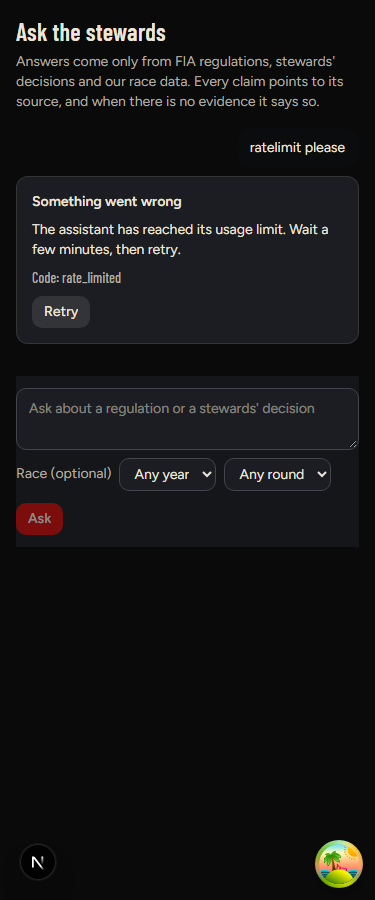 Ask the stewards
Answers come only from FIA regulations, stewards'
decisions and our race data. Every claim points to its
source, and when there is no evidence it says so.
ratelimit please
Something went wrong
The assistant has reached its usage limit. Wait a
few minutes, then retry.
Code: rate_limited
Retry
Ask about a regulation or a stewards' decision
Race (optional) Any year Any round
Ask
N